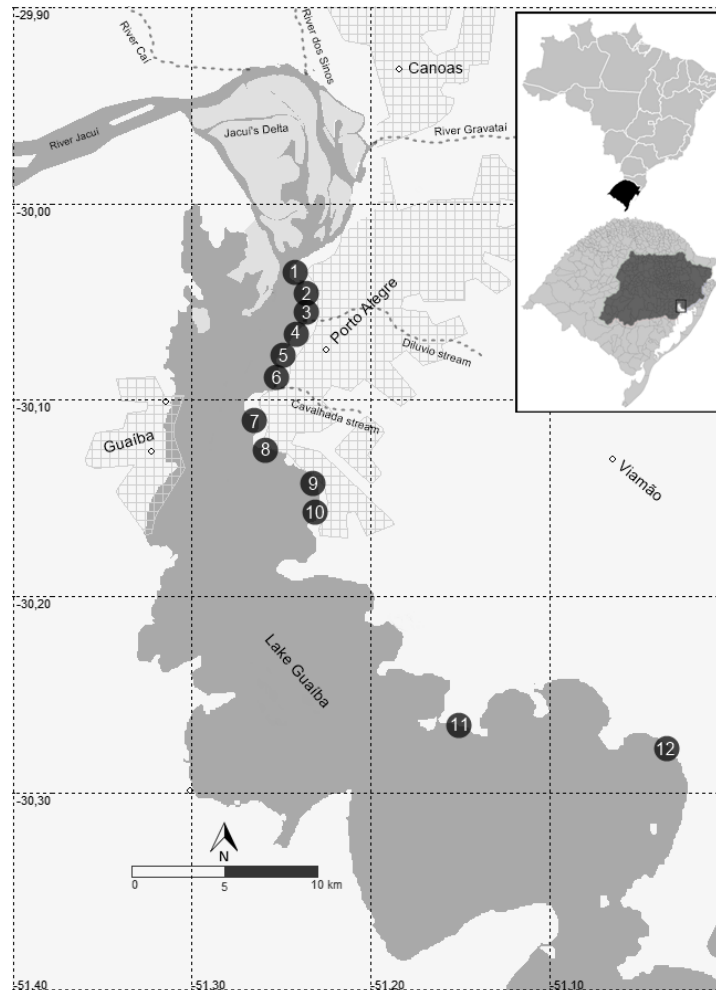 -29,90
River Caí
River dos Sinos
Canoas
River Jacuí
Jacuí's Delta
River Gravataí
-30,00
1
2
3
Porto Alegre
4
5
Diluvio stream
6
-30,10
7
Cavalhada stream
Guaíba
8
Viamão
9
10
-30,20
Lake Guaíba
11
12
-30,30
N
0
5
10 km
-51,40
-51,30
-51,20
-51,10